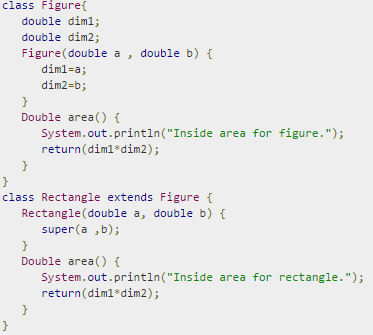 class Figure{
double dim1;
double dim2;
Figure(double a , double b) {
dim1=a;
dim2=b;
}
Double area() {
System.out.println("Inside area for figure.");
return(dim1*dim2);
}
}
class Rectangle extends Figure {
Rectangle(double a, double b) {
super(a ,b);
}
Double area() {
System.out.println("Inside area for rectangle.");
return(dim1*dim2);
}
}